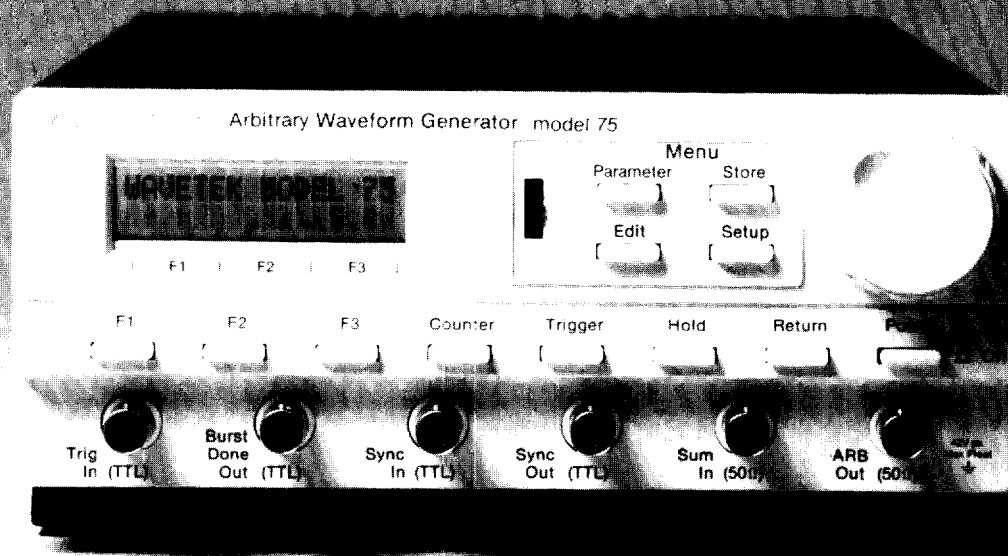 Arbitrary Waveform Generator model 75
WAVETEK MODEL 75
Menu
Parameter Store
Edit Setup
F1 F2 F3
F1 F2 F3 Counter Trigger Hold Return
Trig In (TTL)
Burst Done Out (TTL)
Sync In (TTL)
Sync Out (TTL)
Sum In (50Ω)
ARB Out (50Ω)